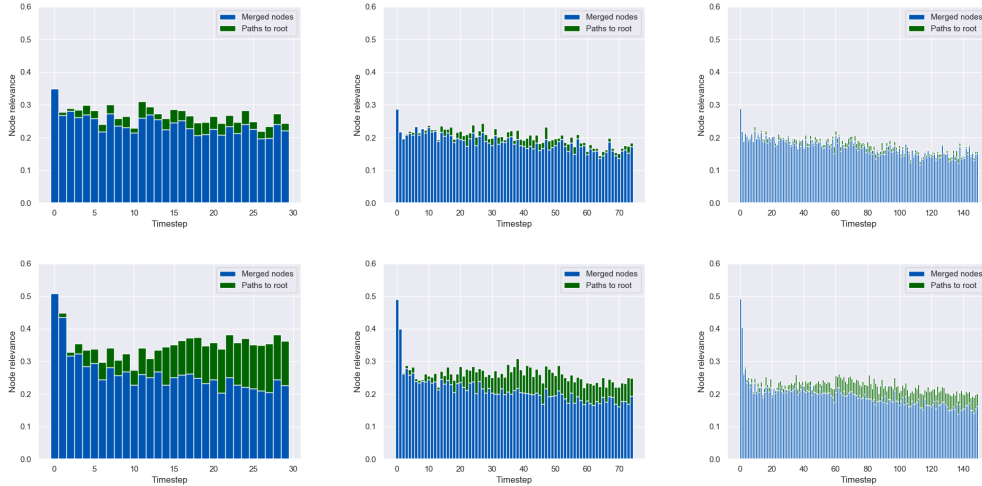 0.6
0.5
0.4
0.3
0.2
0.1
0.0
Node relevance
Merged nodes
Paths to root
0 5 10 15 20 25 30
Timestep
0.6
0.5
0.4
0.3
0.2
0.1
0.0
Node relevance
Merged nodes
Paths to root
0 10 20 30 40 50 60 70
Timestep
0.6
0.5
0.4
0.3
0.2
0.1
0.0
Node relevance
Merged nodes
Paths to root
0 20 40 60 80 100 120 140
Timestep
0.6
0.5
0.4
0.3
0.2
0.1
0.0
Node relevance
Merged nodes
Paths to root
0 5 10 15 20 25 30
Timestep
0.6
0.5
0.4
0.3
0.2
0.1
0.0
Node relevance
Merged nodes
Paths to root
0 10 20 30 40 50 60 70
Timestep
0.6
0.5
0.4
0.3
0.2
0.1
0.0
Node relevance
Merged nodes
Paths to root
0 20 40 60 80 100 120 140
Timestep